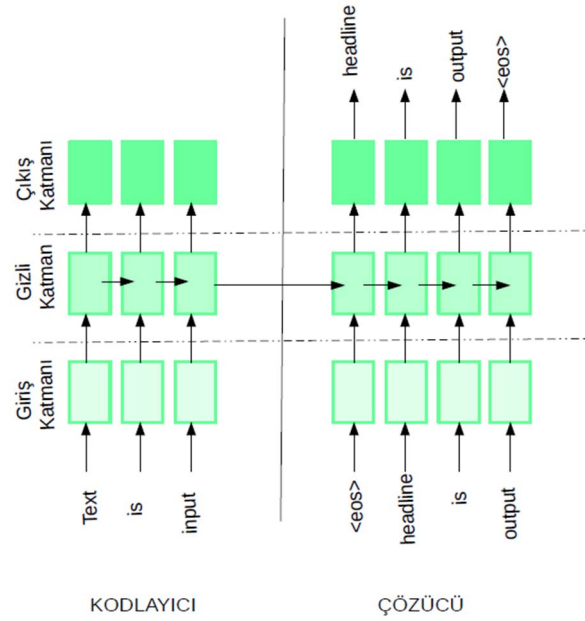 headline
is
output
<eos>
Çıkış
Katmanı
Gizli
Katman
Giriş
Katmanı
Text
is
input
<eos>
headline
is
output
KODLAYICI
ÇÖZÜCÜ